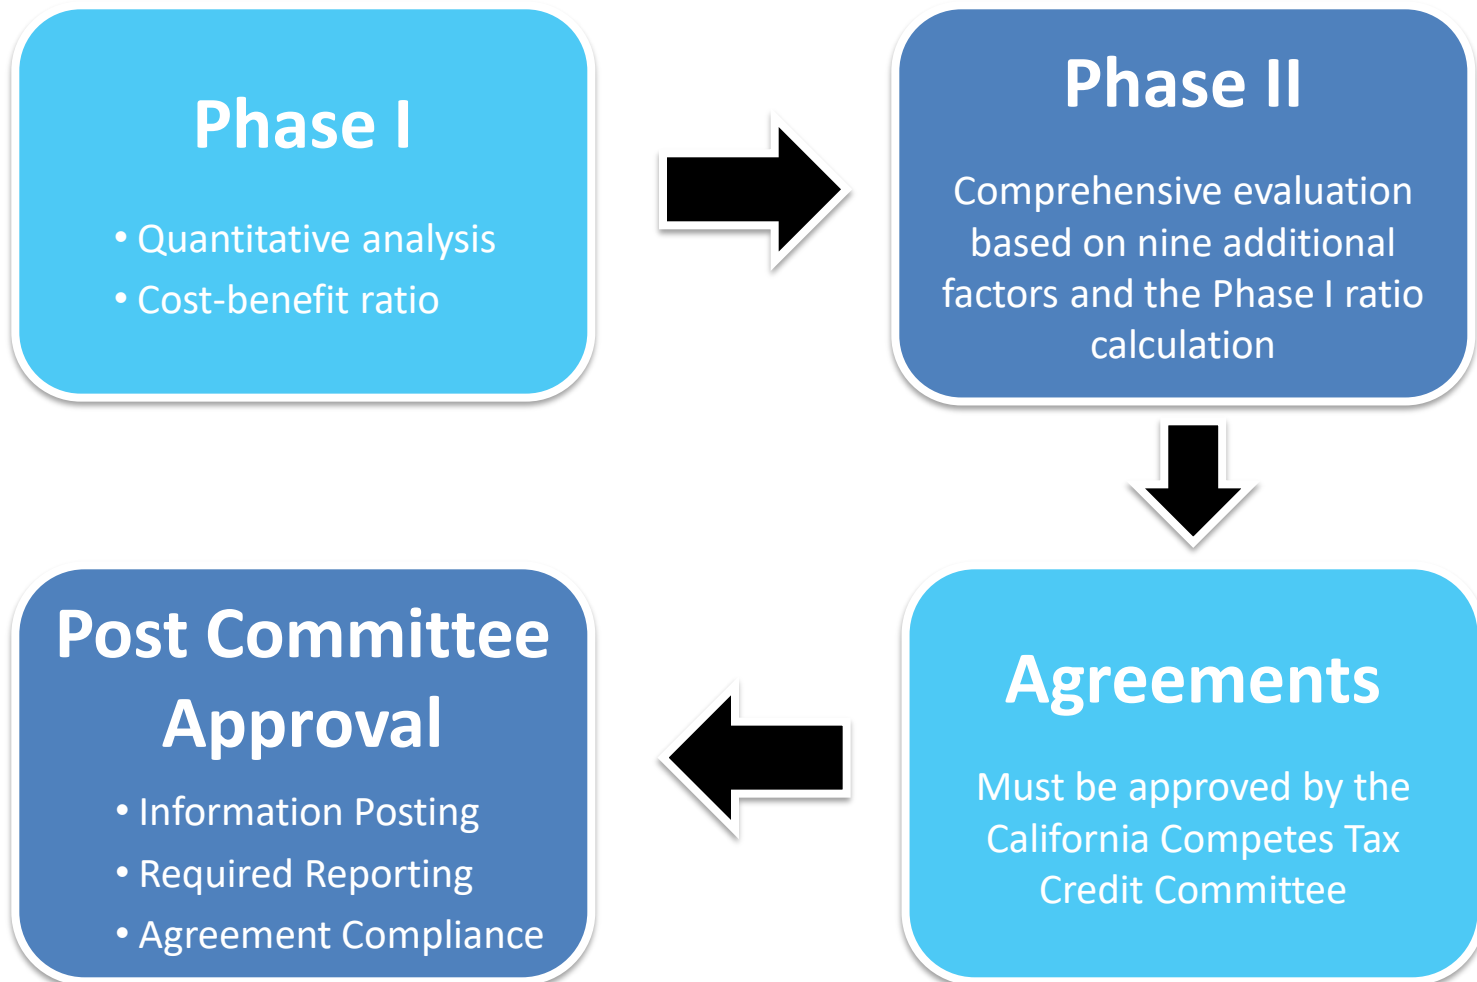 Phase I
• Quantitative analysis
• Cost-benefit ratio
Phase II
Comprehensive evaluation
based on nine additional
factors and the Phase I ratio
calculation
Agreements
Must be approved by the
California Competes Tax
Credit Committee
Post Committee
Approval
• Information Posting
• Required Reporting
• Agreement Compliance